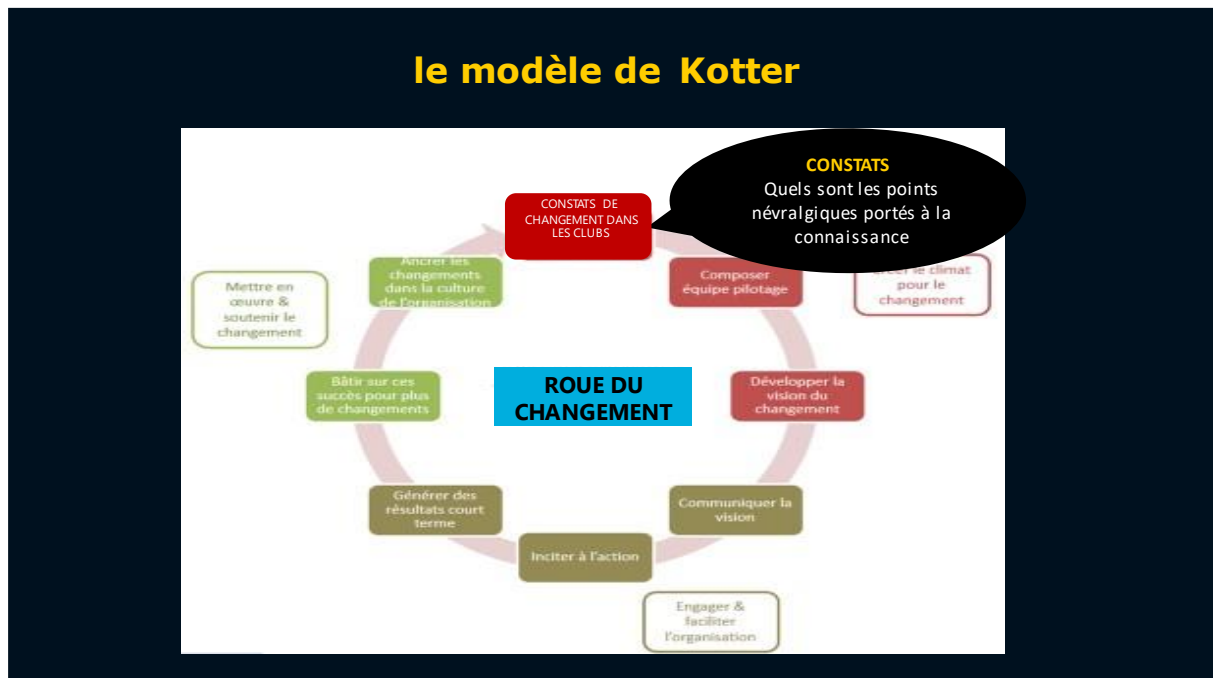 le modèle de Kotter
CONSTATS
Quels sont les points
névralgiques portés à la
connaissance
CONSTATS DE
CHANGEMENT DANS
LES CLUBS
Composer
équipe pilotage
Créer le climat
pour le
changement
Développer la
vision du
changement
Communiquer la
vision
Inciter à l'action
Engager &
faciliter
l'organisation
Générer des
résultats court
terme
Bâtir sur ces
succès pour plus
de changements
Ancrer les
changements
dans la culture
de l'organisation
Mettre en
œuvre &
soutenir le
changement
ROUE DU
CHANGEMENT